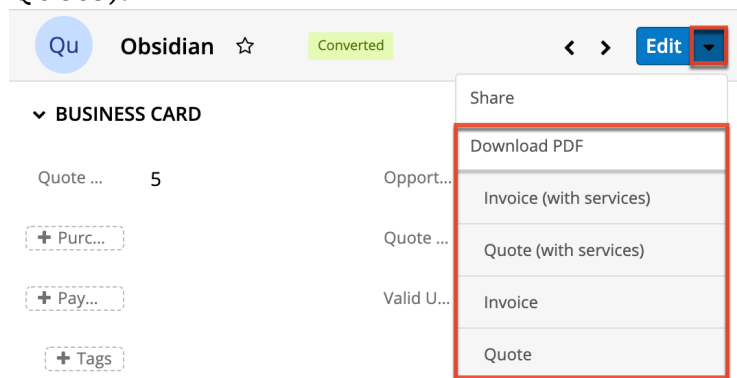 Qu Obsidian Converted Edit
Share
BUSINESS CARD
Download PDF
Quote ... 5 Opport...
Invoice (with services)
+ Purc... Quote ...
Quote (with services)
+ Pay... Valid U...
Invoice
+ Tags
Quote